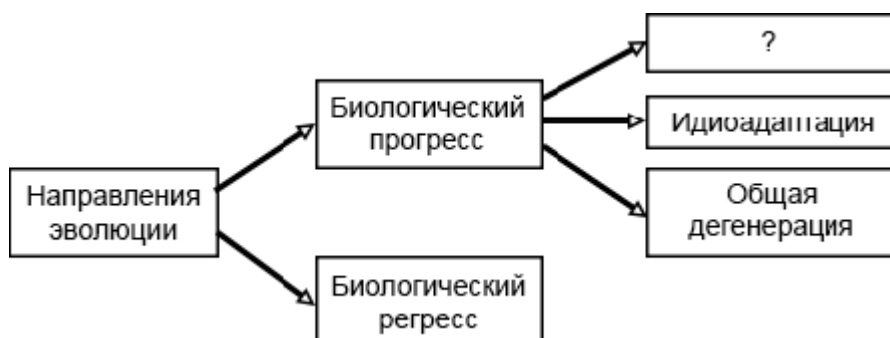 Направления
эволюции
Биологический
прогресс
Биологический
регресс
?
Идиоадаптация
Общая
дегенерация